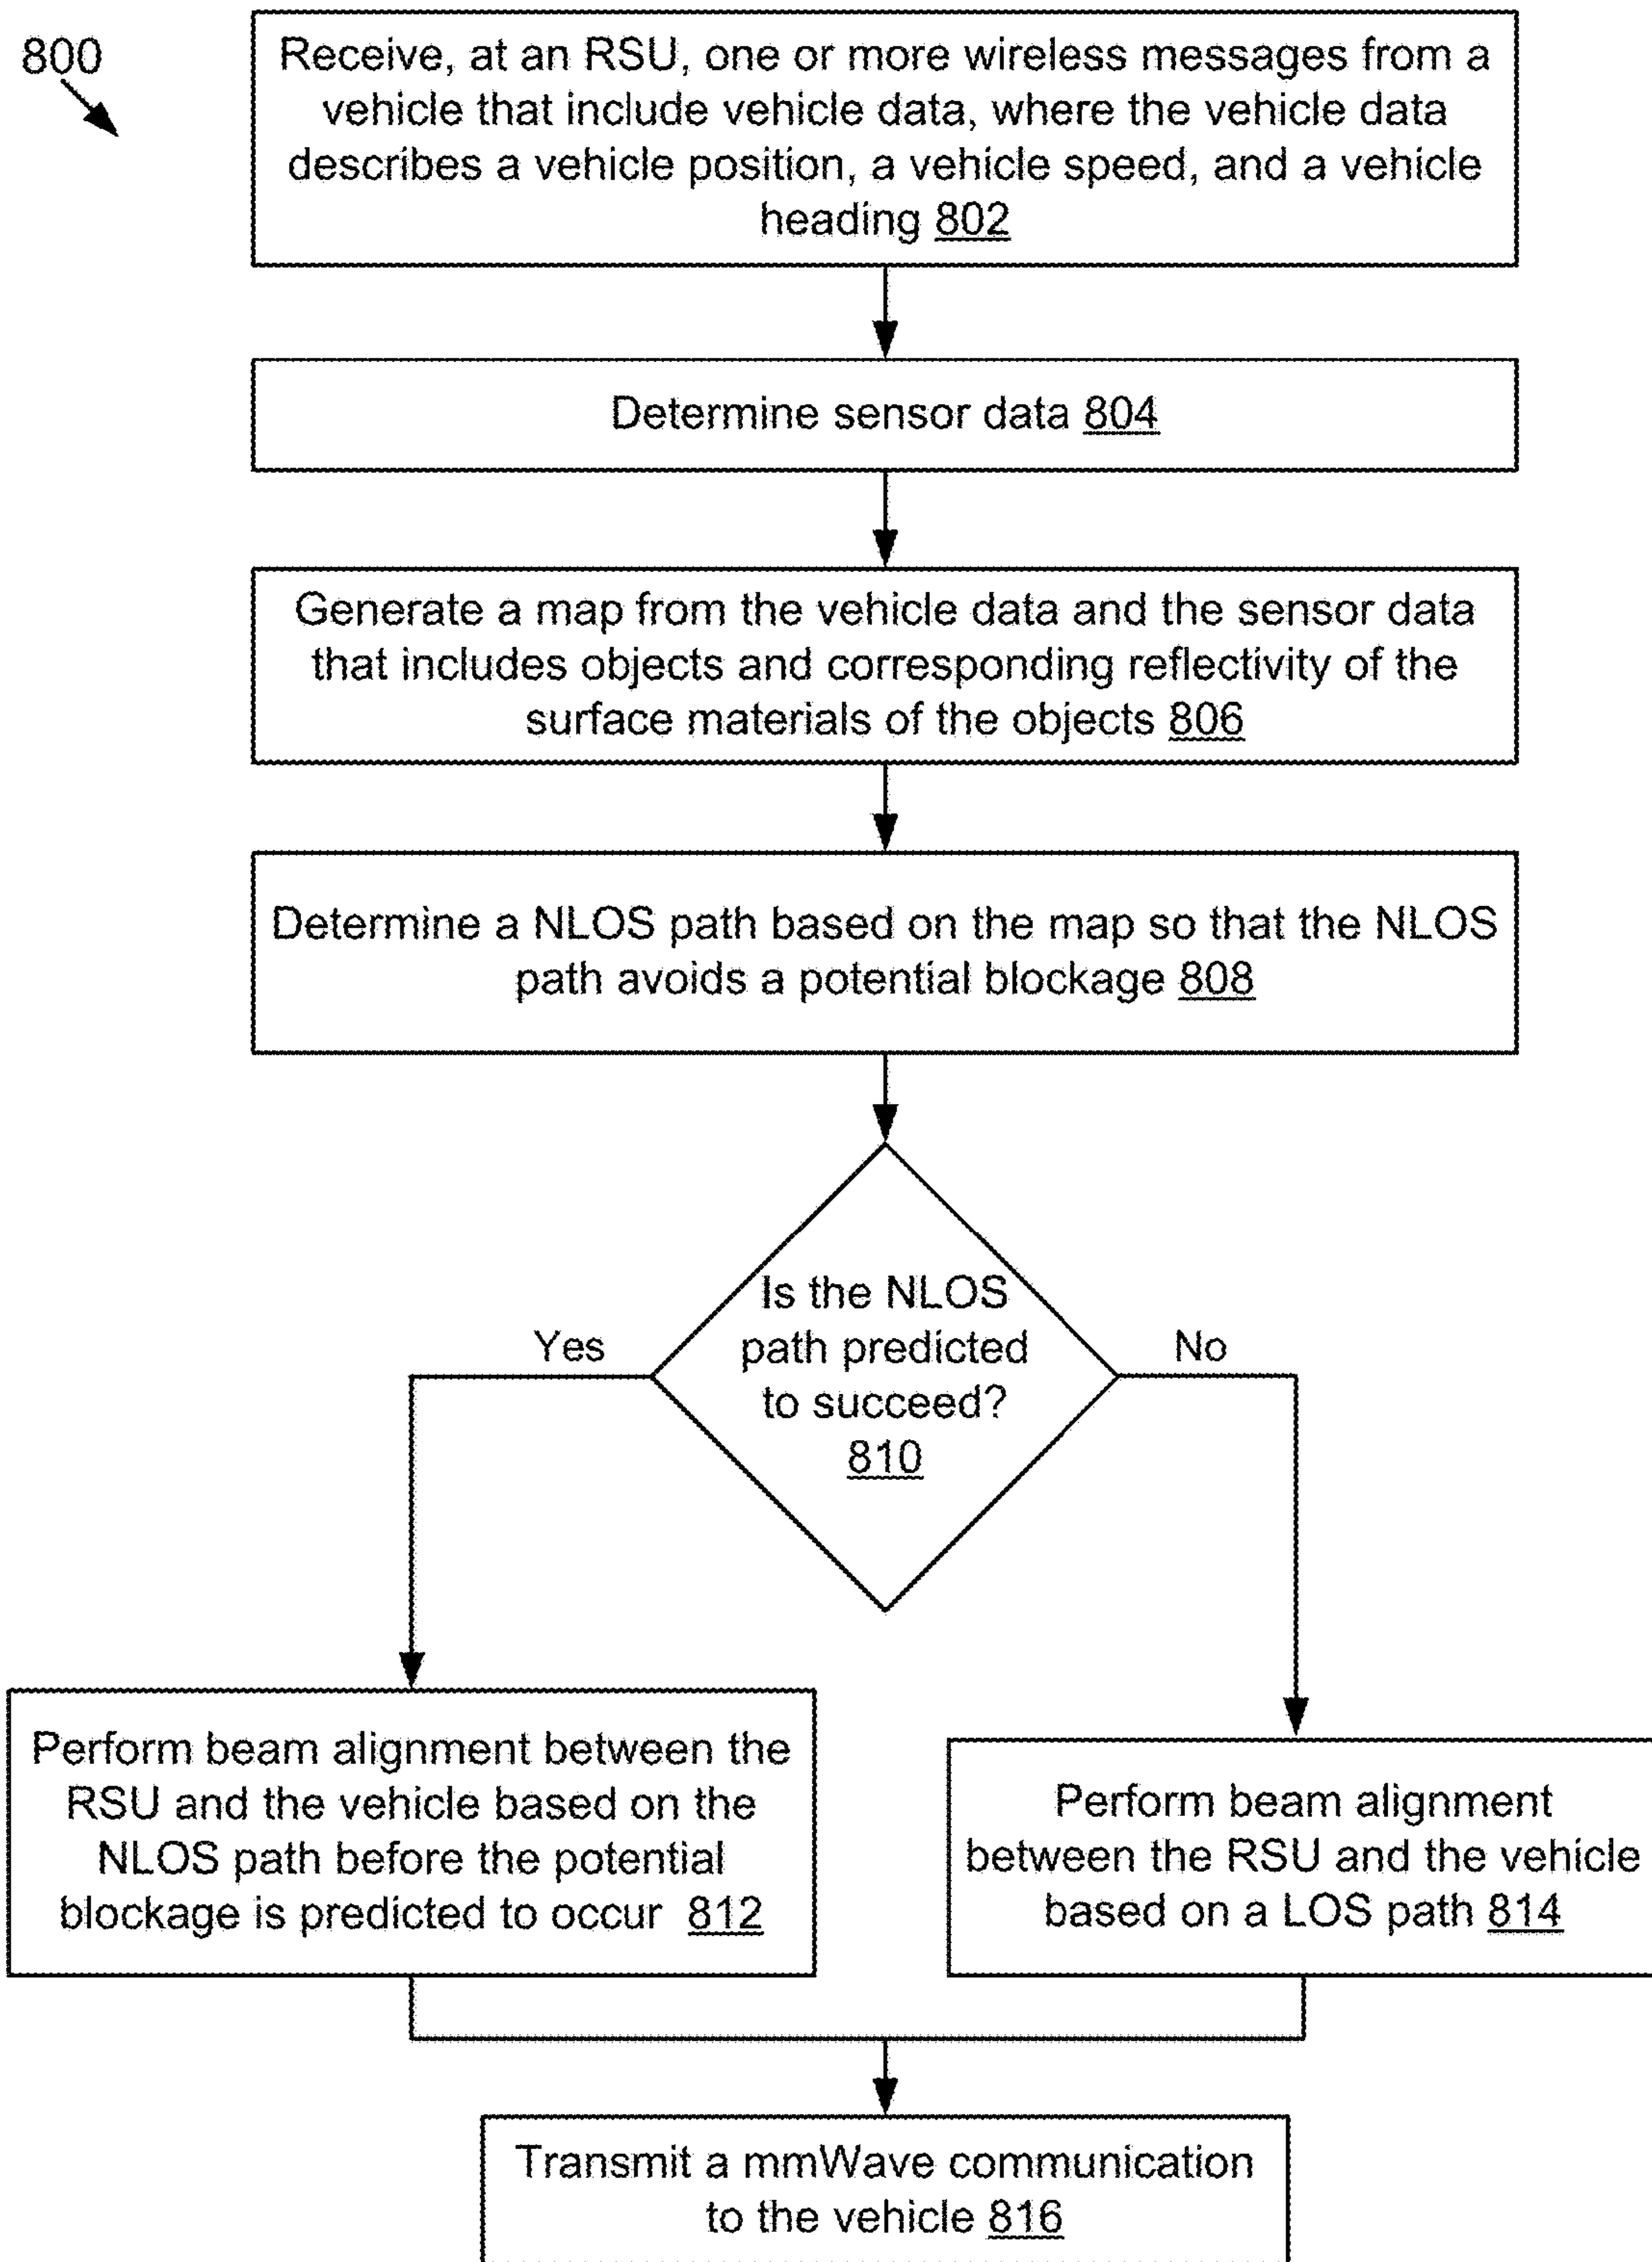 800
Receive, at an RSU, one or more wireless messages from a
vehicle that include vehicle data, where the vehicle data
describes a vehicle position, a vehicle speed, and a vehicle
heading 802
Determine sensor data 804
Generate a map from the vehicle data and the sensor data
that includes objects and corresponding reflectivity of the
surface materials of the objects 806
Determine a NLOS path based on the map so that the NLOS
path avoids a potential blockage 808
Is the NLOS
path predicted
to succeed?
810
Yes
No
Perform beam alignment between the
RSU and the vehicle based on the
NLOS path before the potential
blockage is predicted to occur 812
Perform beam alignment
between the RSU and the vehicle
based on a LOS path 814
Transmit a mmWave communication
to the vehicle 816